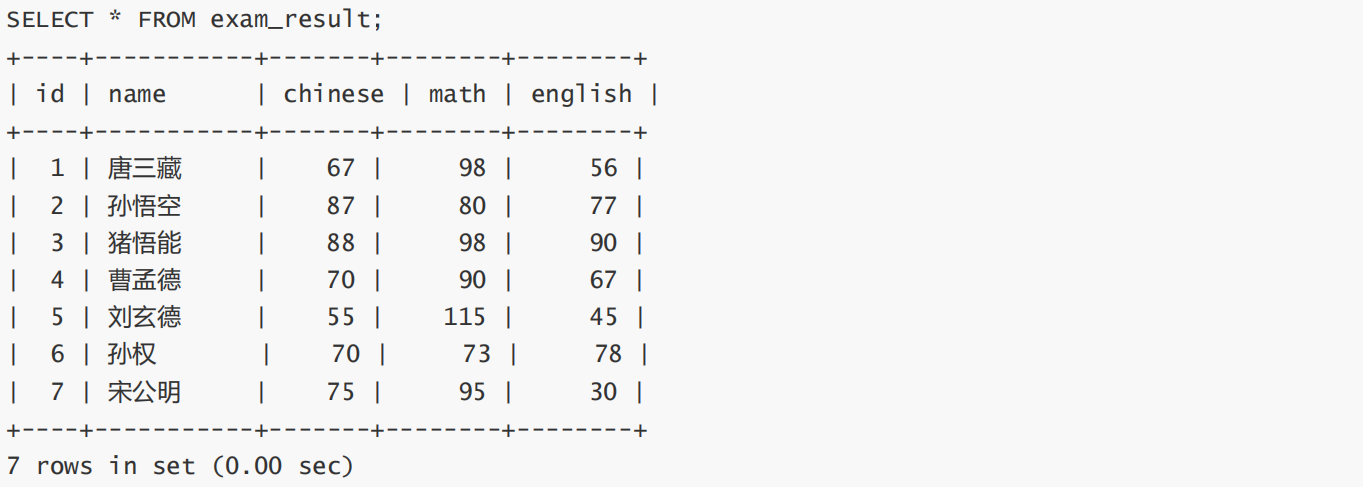 SELECT * FROM exam_result;
+----+-----------+-------+--------+--------+
| id | name      | chinese | math | english |
+----+-----------+-------+--------+--------+
|  1 | 唐三藏     |    67 |     98 |     56 |
|  2 | 孙悟空     |    87 |     80 |     77 |
|  3 | 猪悟能     |    88 |     98 |     90 |
|  4 | 曹孟德     |    70 |     90 |     67 |
|  5 | 刘玄德     |    55 |    115 |     45 |
|  6 | 孙权       |    70 |     73 |     78 |
|  7 | 宋公明     |    75 |     95 |     30 |
+----+-----------+-------+--------+--------+
7 rows in set (0.00 sec)